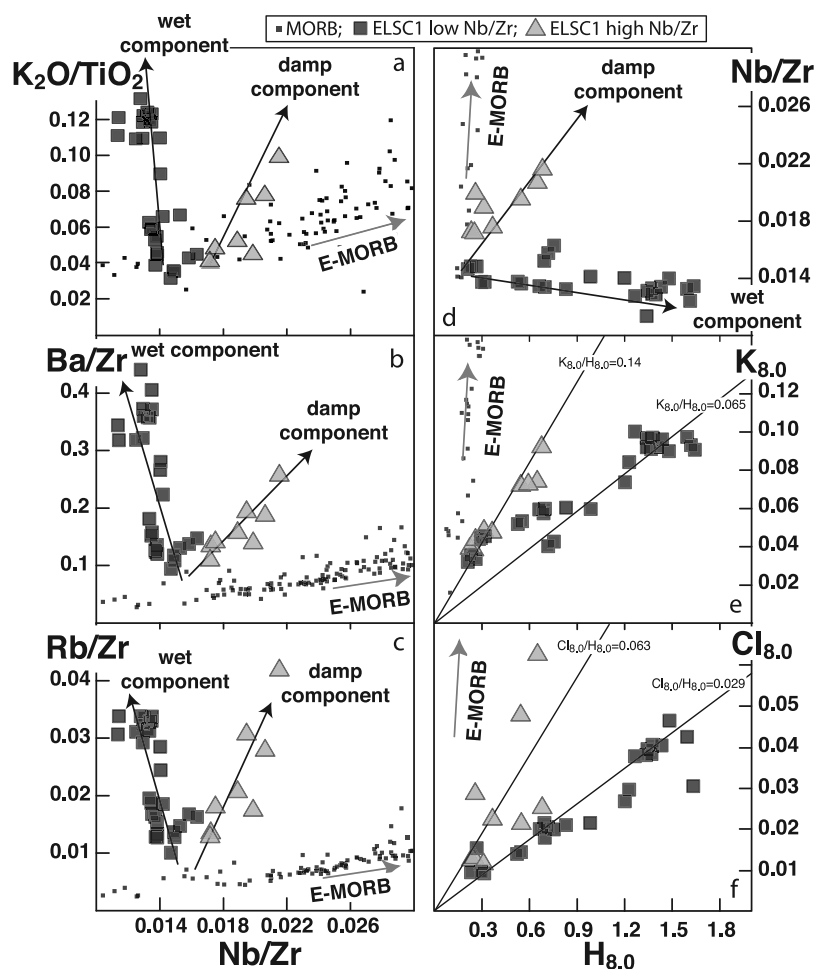 MORB; ELSC1 low Nb/Zr; ELSC1 high Nb/Zr
K₂O/TiO₂
wet
component
a
damp
component
0.12
0.10
0.08
0.06
0.04
0.02
E-MORB
Ba/Zr
wet component
b
damp
component
0.4
0.3
0.2
0.1
E-MORB
Rb/Zr
wet
component
c
damp
component
0.04
0.03
0.02
0.01
E-MORB
0.014
0.018
0.022
0.026
Nb/Zr
Nb/Zr
damp
component
E-MORB
0.026
0.022
0.018
0.014
d
wet
component
K₈.₀
K₈.₀/H₈.₀=0.14
K₈.₀/H₈.₀=0.065
E-MORB
0.12
0.10
0.08
0.06
0.04
0.02
e
Cl₈.₀
Cl₈.₀/H₈.₀=0.063
Cl₈.₀/H₈.₀=0.029
E-MORB
0.05
0.04
0.03
0.02
0.01
f
0.3
0.6
0.9
1.2
1.5
1.8
H₈.₀